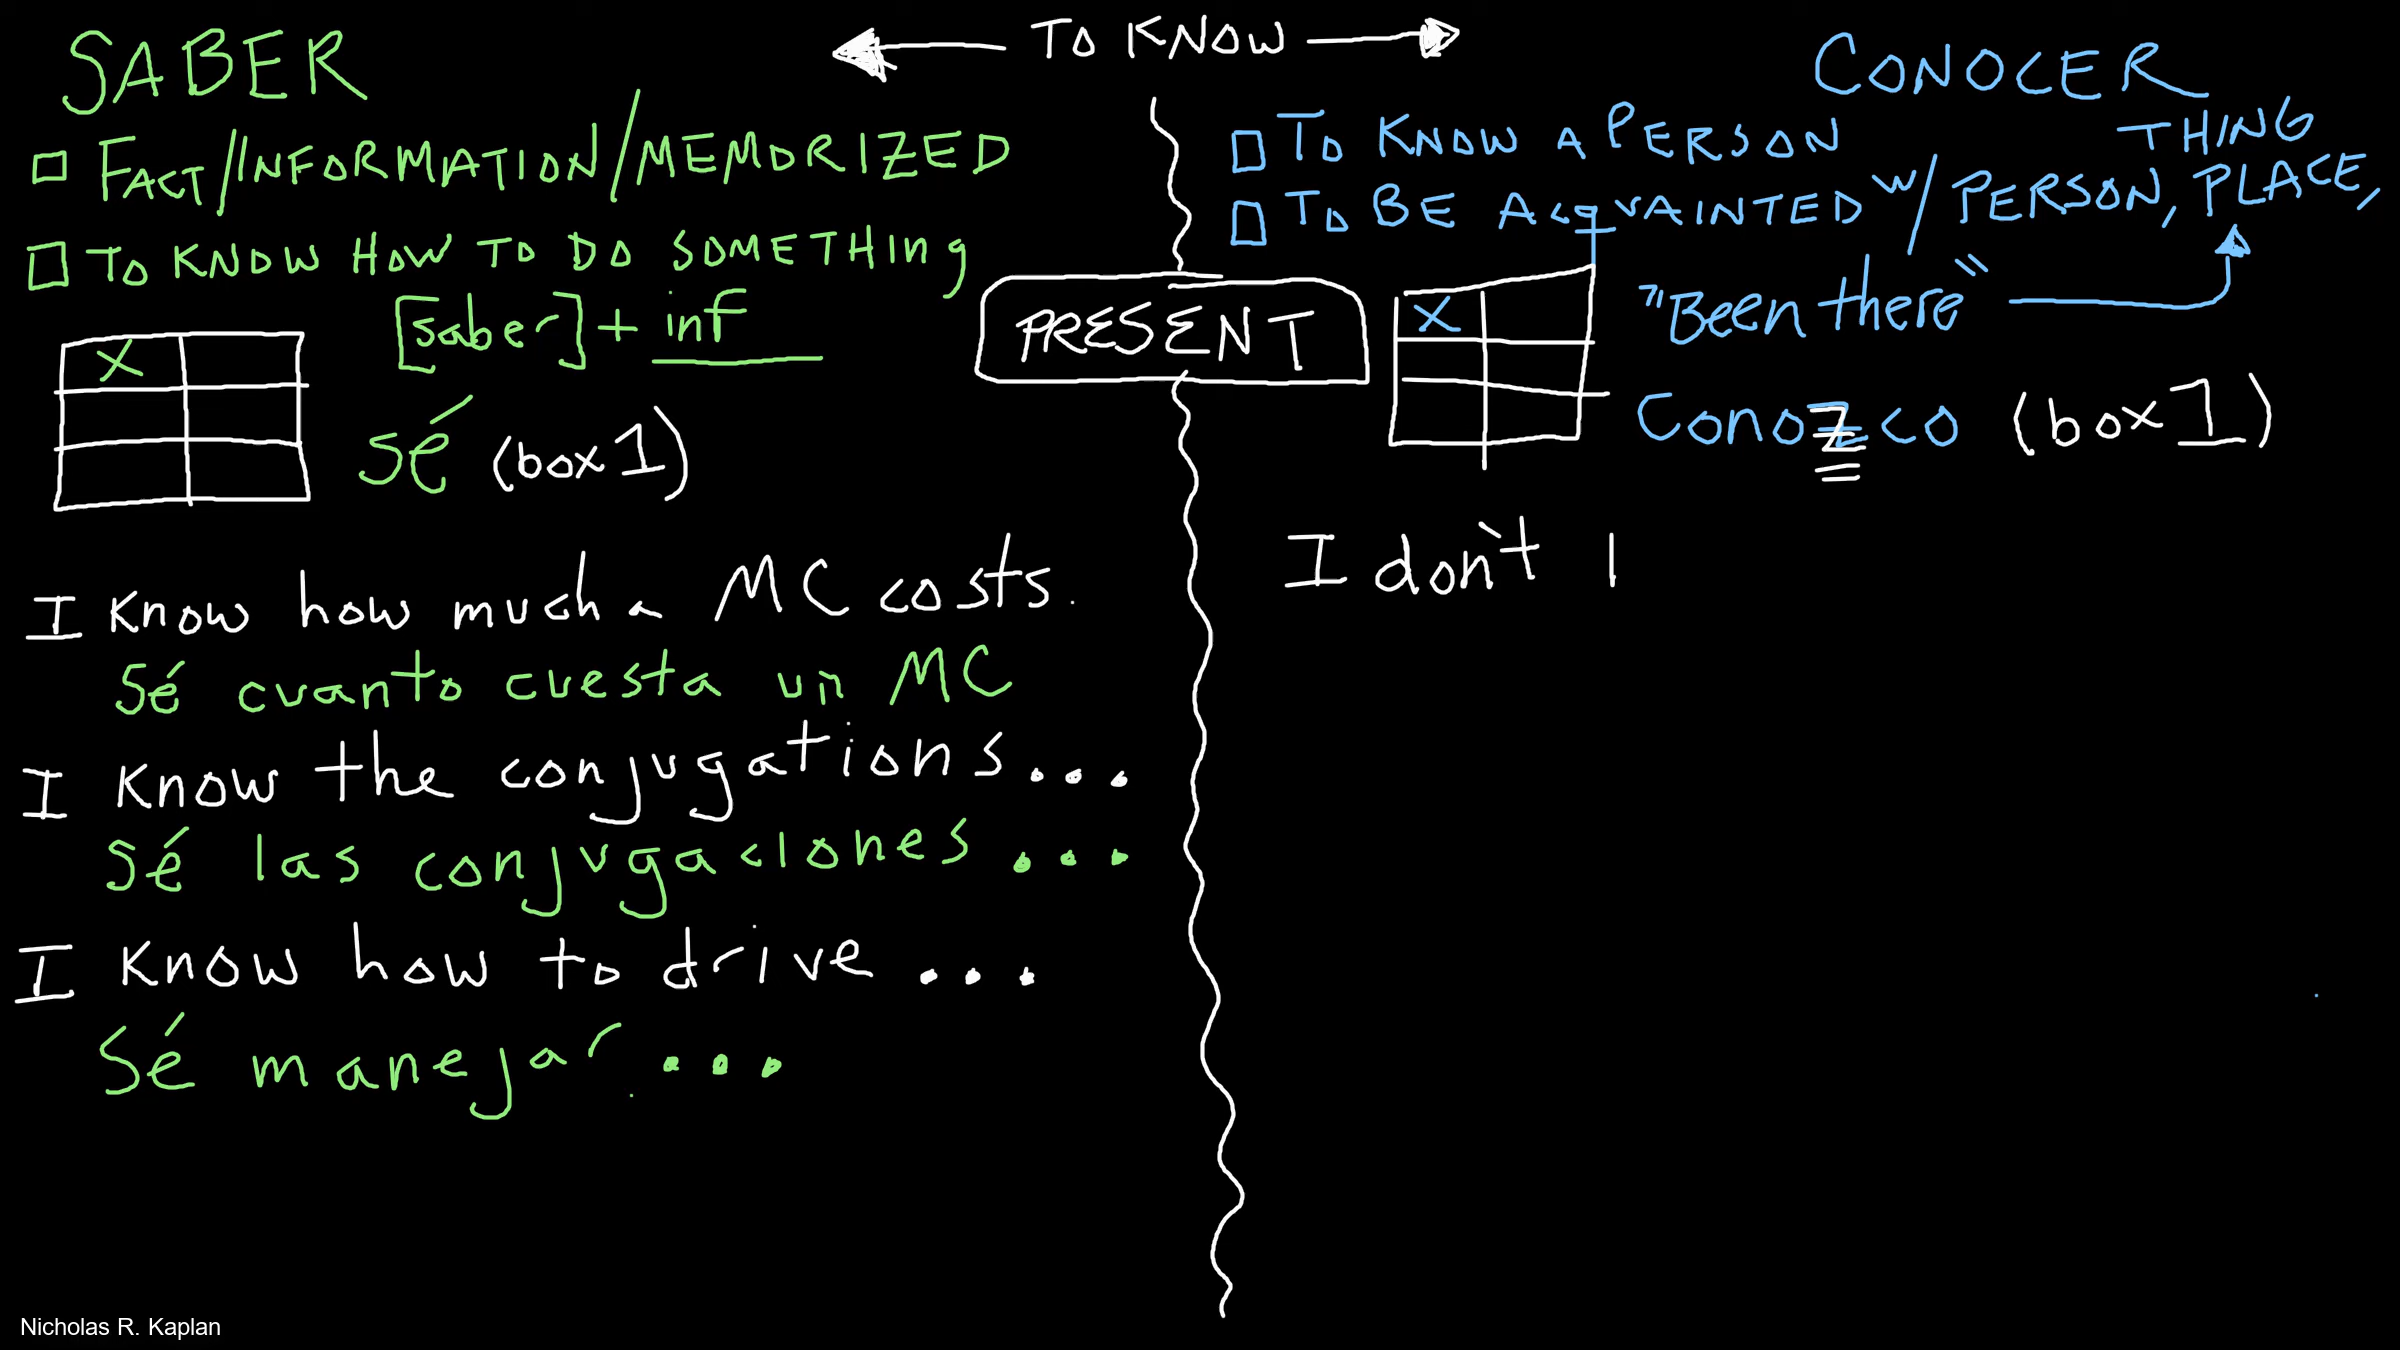 TO KNOW
SABER
FACT/INFORMATION/MEMORIZED
TO KNOW HOW TO DO SOMETHING
[saber] + inf
X
sé (box 1)
I know how much a MC costs.
Sé cuanto cuesta un MC
I know the conjugations...
Sé las conjugaciones...
I know how to drive...
Sé manejar...
PRESENT
CONOCER
TO KNOW A PERSON
TO BE ACQUAINTED w/ PERSON, PLACE, THING
"Been there"
X
Conozco (box 1)
I don't
Nicholas R. Kaplan